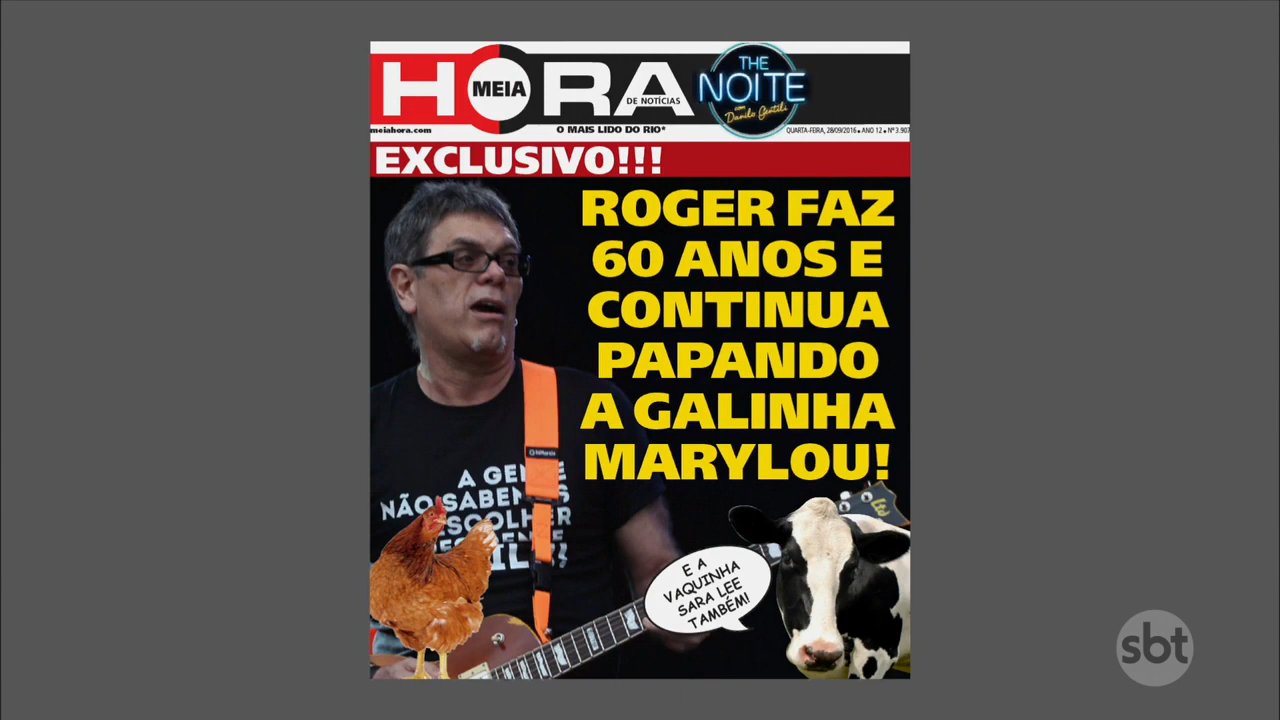 HORA
MEIA
DE NOTÍCIAS
THE
NOITE
com
Danilo Gentili
meiahora.com
O MAIS LIDO DO RIO*
QUARTA-FEIRA, 28/09/2016 • ANO 12 • Nº 3.907
EXCLUSIVO!!!
ROGER FAZ
60 ANOS E
CONTINUA
PAPANDO
A GALINHA
MARYLOU!
A GEN E
NÃO SABEM S
ESCOLHER
E A
VAQUINHA
SARA LEE
TAMBÉM!
sbt